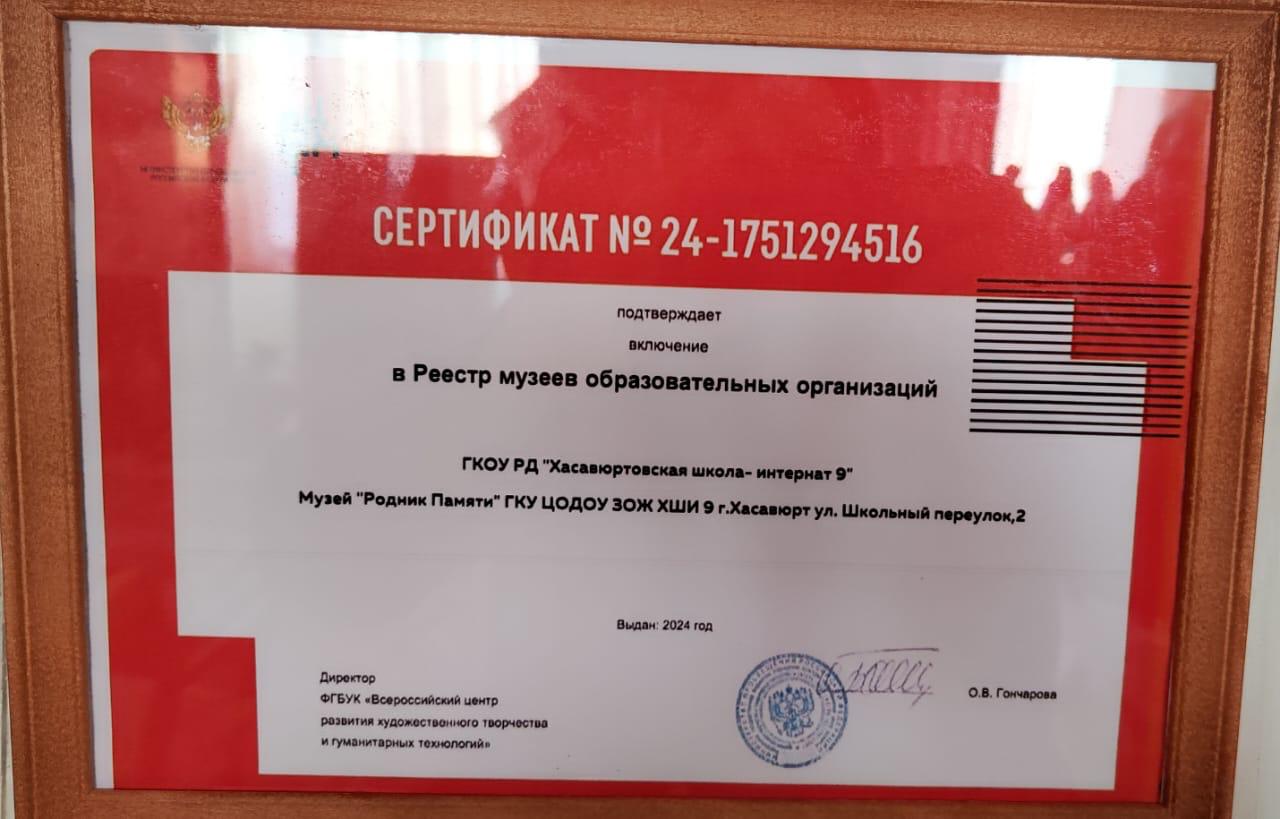 СЕРТИФИКАТ № 24-1751294516
подтверждает
включение
в Реестр музеев образовательных организаций
ГКОУ РД "Хасавюртовская школа- интернат 9"
Музей "Родник Памяти" ГКУ ЦОДОУ ЗОЖ ХШИ 9 г.Хасавюрт ул. Школьный переулок,2
Выдан: 2024 год
Директор
ФГБУК «Всероссийский центр
развития художественного творчества
и гуманитарных технологий»
О.В. Гончарова